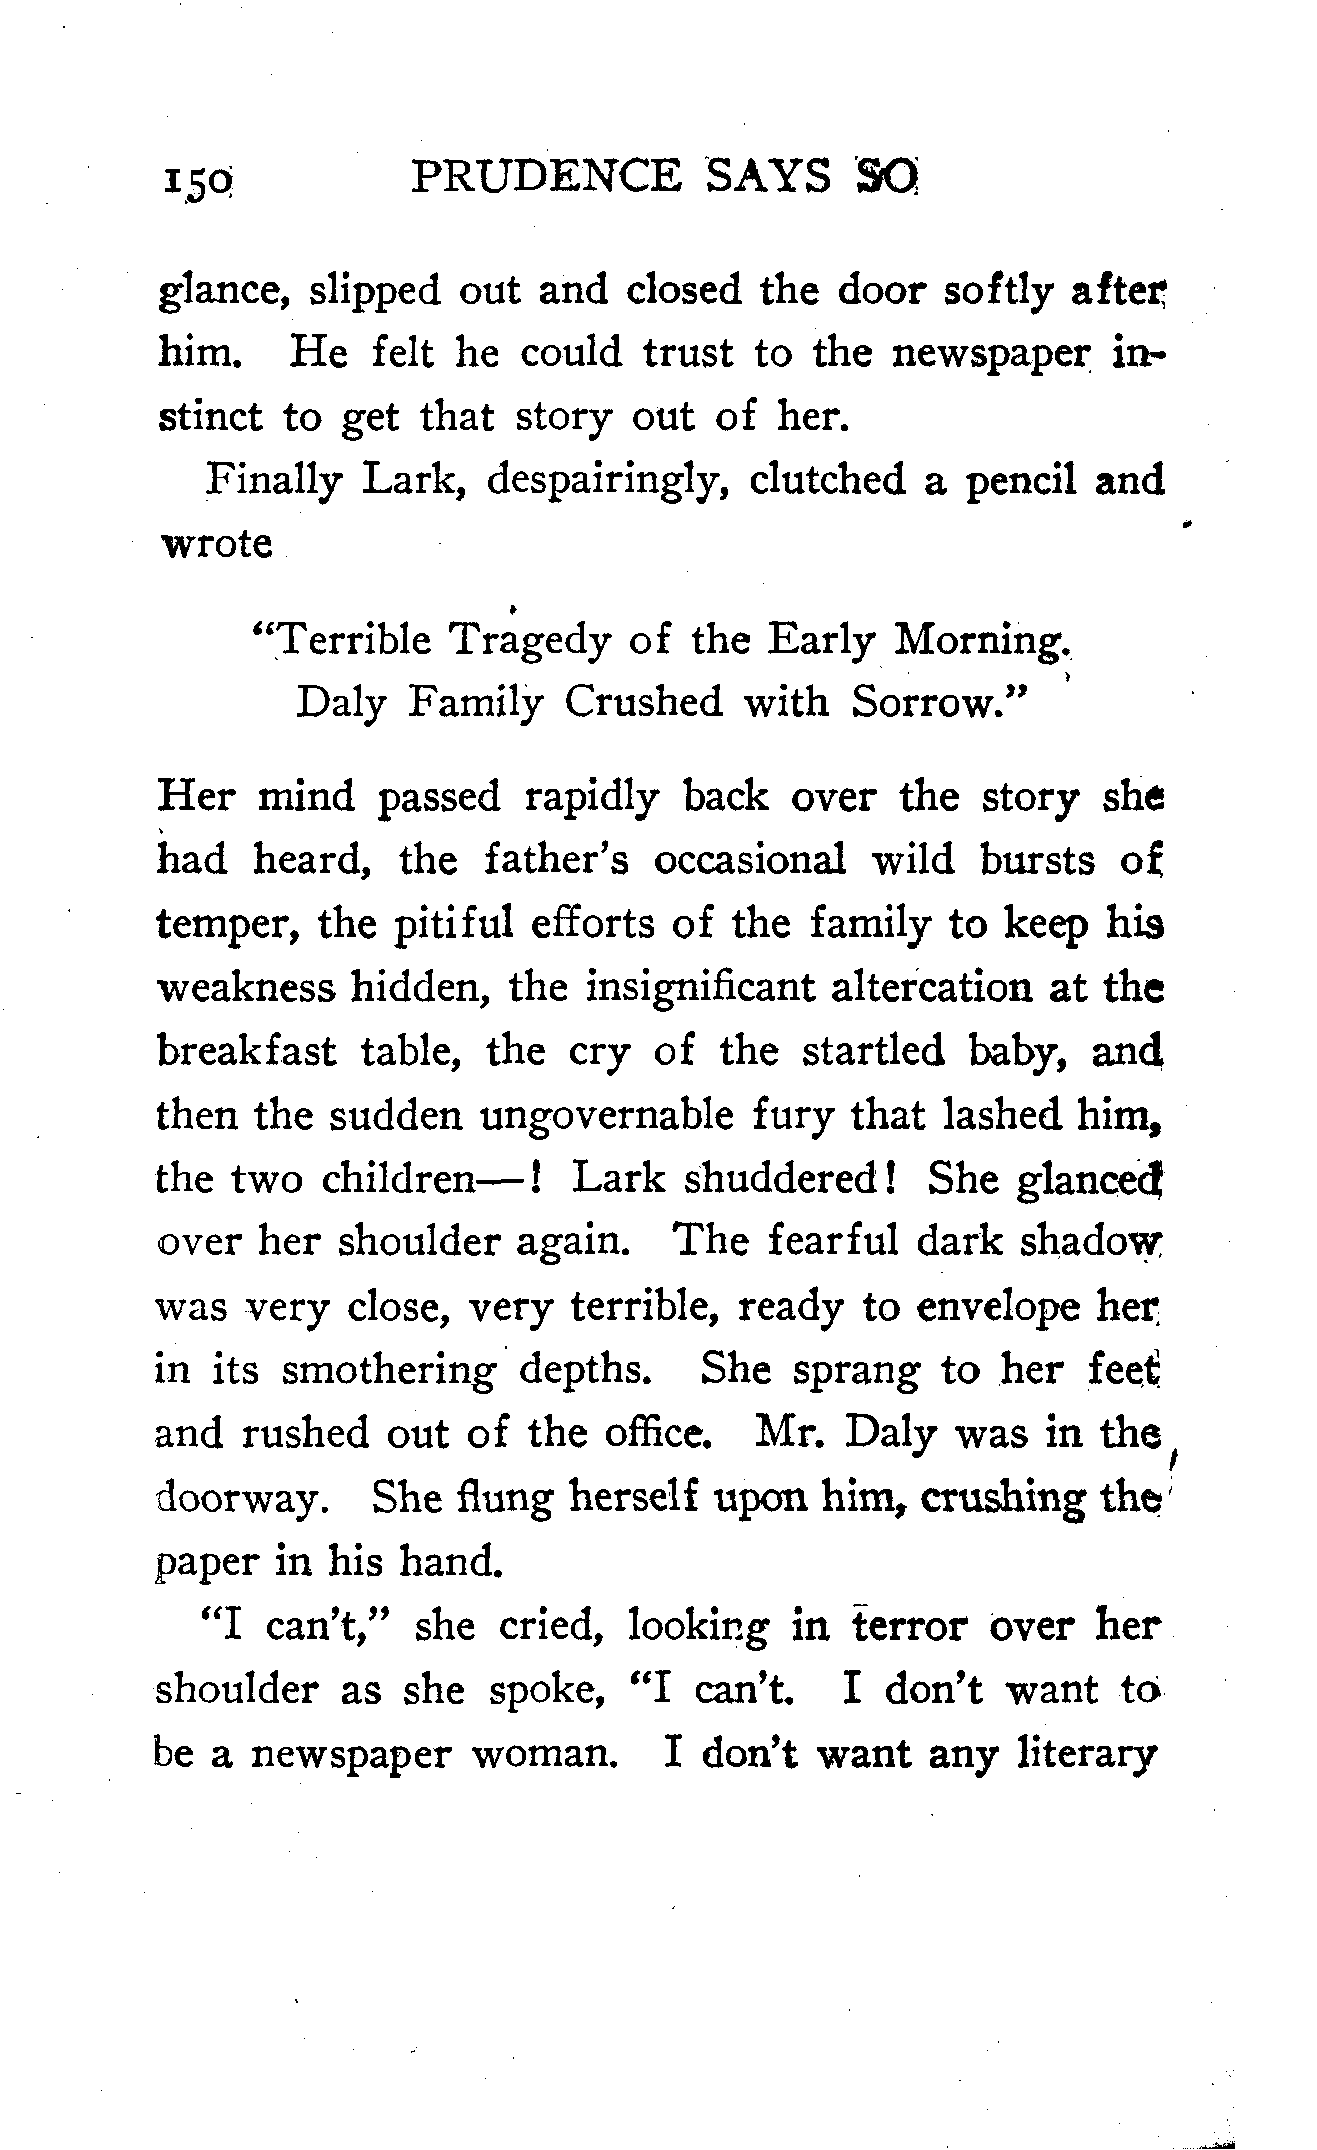 150 PRUDENCE SAYS SO
glance, slipped out and closed the door softly after
him. He felt he could trust to the newspaper in-
stinct to get that story out of her.
Finally Lark, despairingly, clutched a pencil and
wrote
“Terrible Tragedy of the Early Morning.
Daly Family Crushed with Sorrow.”
Her mind passed rapidly back over the story she
had heard, the father’s occasional wild bursts of
temper, the pitiful efforts of the family to keep his
weakness hidden, the insignificant altercation at the
breakfast table, the cry of the startled baby, and
then the sudden ungovernable fury that lashed him,
the two children—! Lark shuddered! She glanced
over her shoulder again. The fearful dark shadow
was very close, very terrible, ready to envelope her
in its smothering depths. She sprang to her feet
and rushed out of the office. Mr. Daly was in the
doorway. She flung herself upon him, crushing the
paper in his hand.
“I can’t,” she cried, looking in terror over her
shoulder as she spoke, “I can’t. I don’t want to
be a newspaper woman. I don’t want any literary